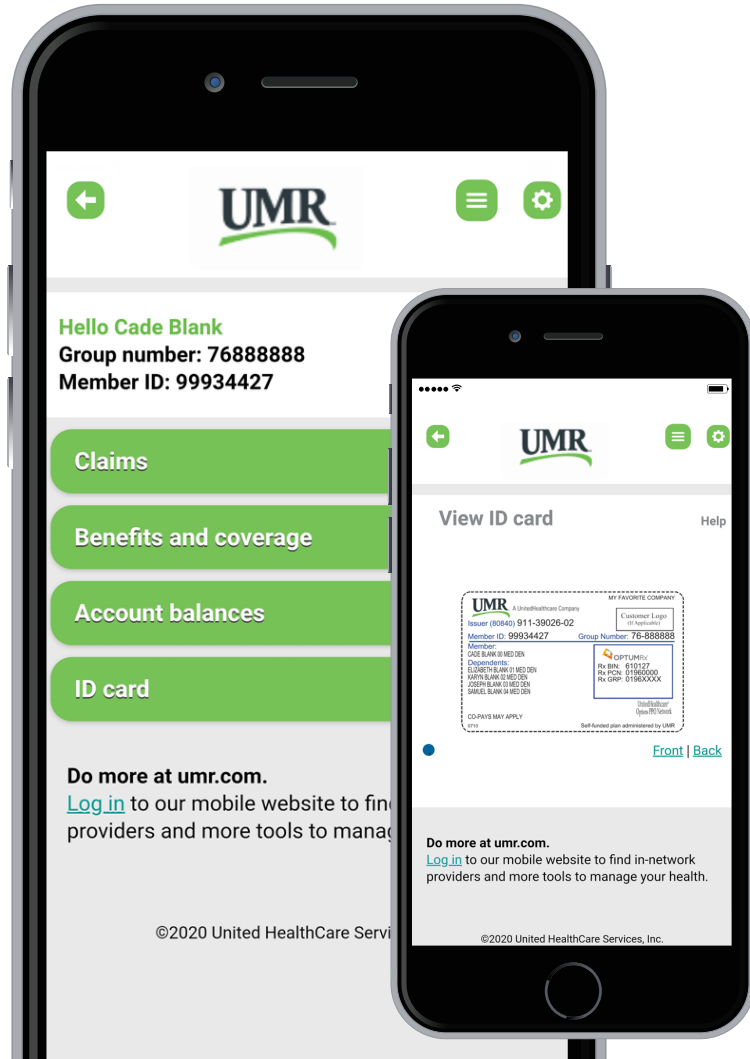 UMR
Hello Cade Blank
Group number: 76888888
Member ID: 99934427
Claims
Benefits and coverage
Account balances
ID card
Do more at umr.com.
Log in to our mobile website to fin
providers and more tools to manag
©2020 United HealthCare Servi
UMR
View ID card
Help
MY FAVORITE COMPANY
UMR A UnitedHealthcare Company
Customer Logo
(If Applicable)
Issuer (80840) 911-39026-02
Member ID: 99934427 Group Number: 76-888888
Member:
CADE BLANK 00 MED DEN
Dependents:
ELIZABETH BLANK 01 MED DEN
KARYN BLANK 02 MED DEN
JOSEPH BLANK 03 MED DEN
SAMUEL BLANK 04 MED DEN
OPTUMRx
Rx BIN: 610127
Rx PCN: 01960000
Rx GRP: 0196XXXX
UnitedHealthcare
Options PPO Network
CO-PAYS MAY APPLY
0710 Self-funded plan administered by UMR
Front | Back
Do more at umr.com.
Log in to our mobile website to find in-network
providers and more tools to manage your health.
©2020 United HealthCare Services, Inc.